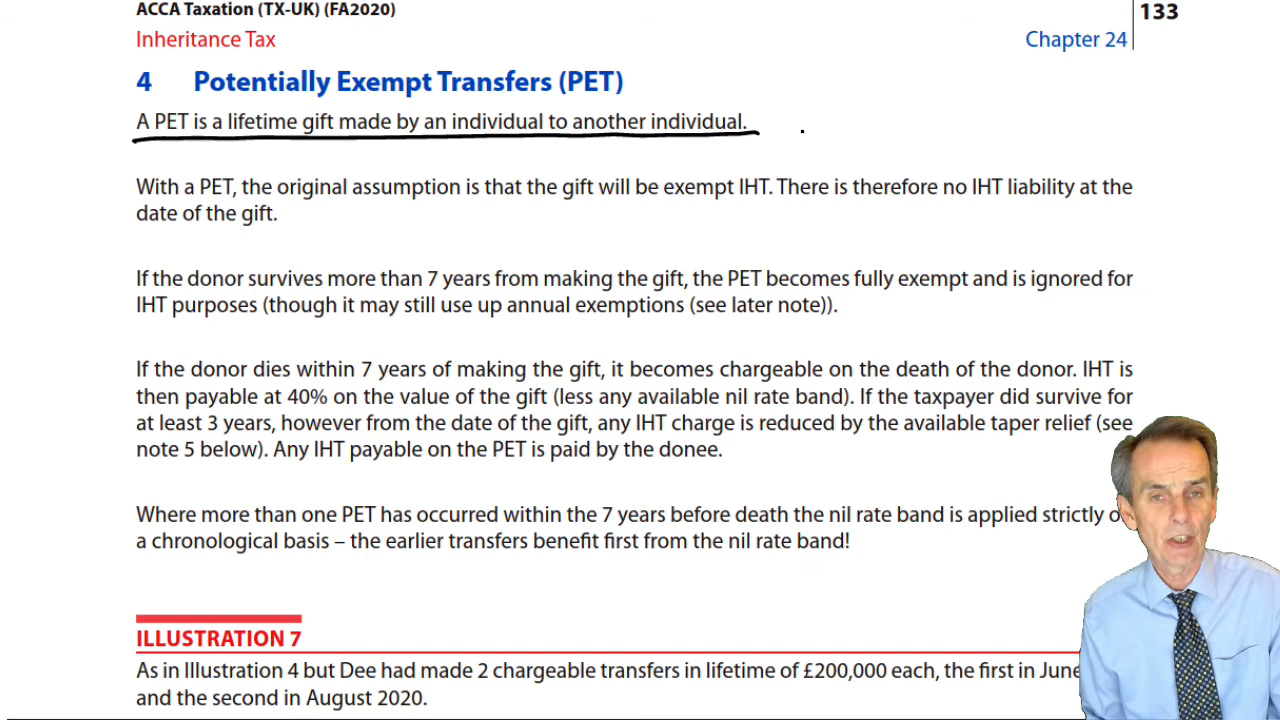 ACCA Taxation (TX-UK) (FA2020)
133
Inheritance Tax
Chapter 24
4 Potentially Exempt Transfers (PET)
A PET is a lifetime gift made by an individual to another individual.
With a PET, the original assumption is that the gift will be exempt IHT. There is therefore no IHT liability at the
date of the gift.
If the donor survives more than 7 years from making the gift, the PET becomes fully exempt and is ignored for
IHT purposes (though it may still use up annual exemptions (see later note)).
If the donor dies within 7 years of making the gift, it becomes chargeable on the death of the donor. IHT is
then payable at 40% on the value of the gift (less any available nil rate band). If the taxpayer did survive for
at least 3 years, however from the date of the gift, any IHT charge is reduced by the available taper relief (see
note 5 below). Any IHT payable on the PET is paid by the donee.
Where more than one PET has occurred within the 7 years before death the nil rate band is applied strictly
a chronological basis – the earlier transfers benefit first from the nil rate band!
ILLUSTRATION 7
As in Illustration 4 but Dee had made 2 chargeable transfers in lifetime of £200,000 each, the first in June
and the second in August 2020.